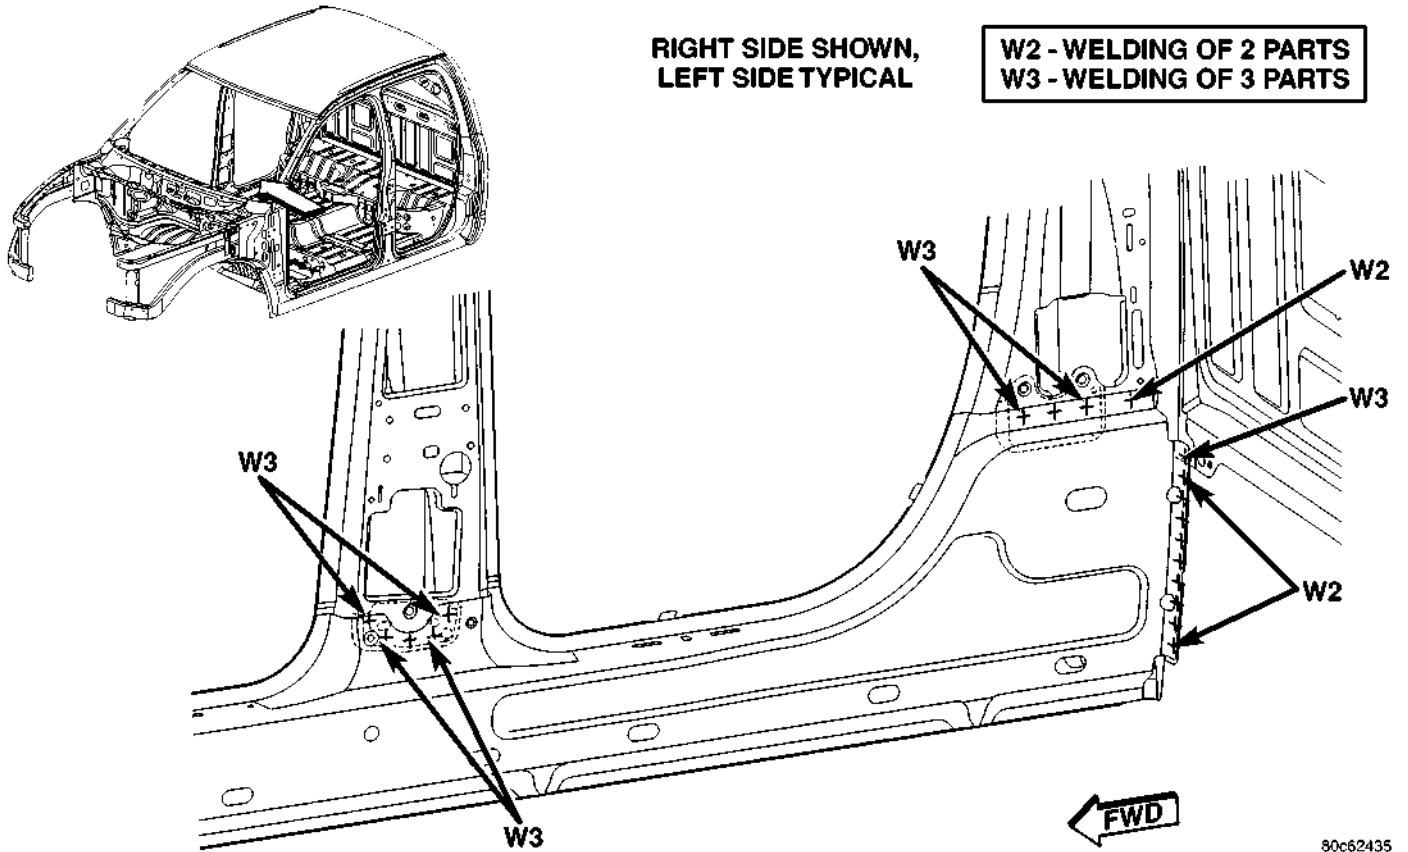 RIGHT SIDE SHOWN,
LEFT SIDE TYPICAL
W2 - WELDING OF 2 PARTS
W3 - WELDING OF 3 PARTS
W3
W2
W3
W3
W2
W3
FWD
80c62435